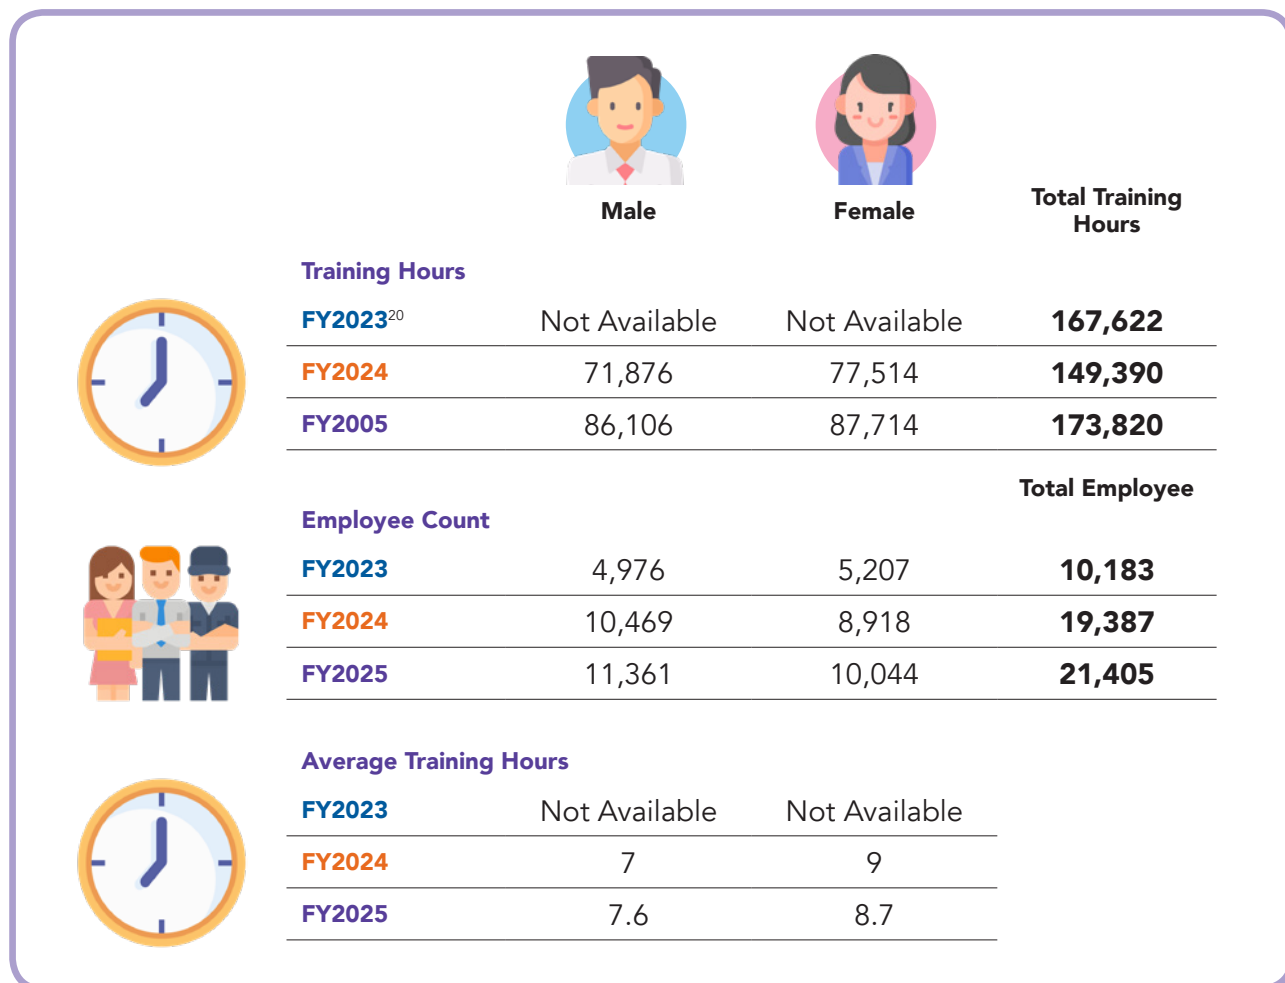 Male Female Total Training
Hours
Training Hours
FY202320 Not Available Not Available 167,622
FY2024 71,876 77,514 149,390
FY2005 86,106 87,714 173,820
Total Employee
Employee Count
FY2023 4,976 5,207 10,183
FY2024 10,469 8,918 19,387
FY2025 11,361 10,044 21,405
Average Training Hours
FY2023 Not Available Not Available
FY2024 7 9
FY2025 7.6 8.7